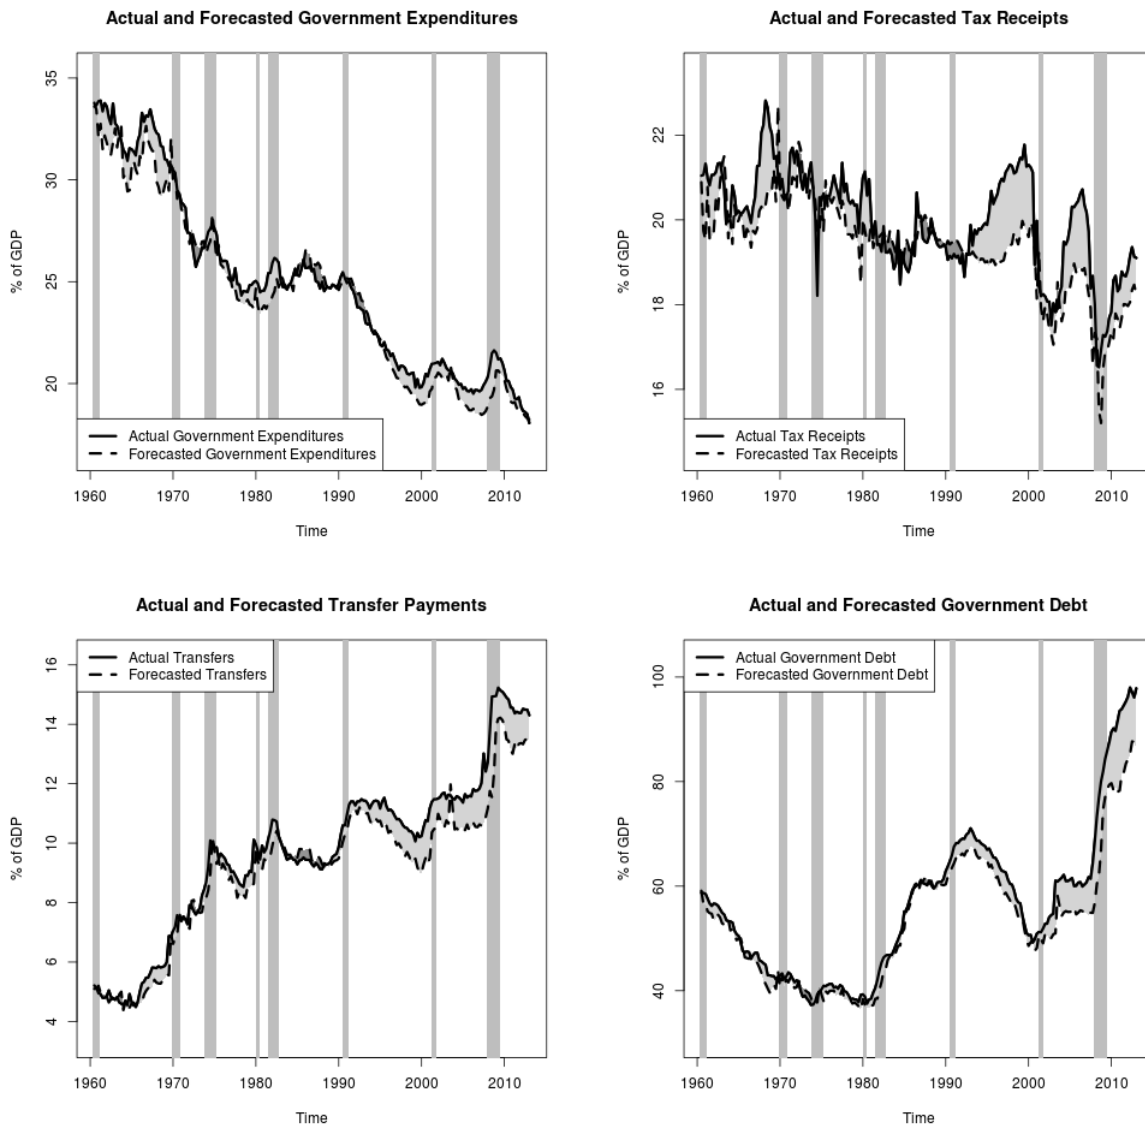 Actual and Forecasted Government Expenditures
35
30
25
20
% of GDP
Actual Government Expenditures
Forecasted Government Expenditures
1960 1970 1980 1990 2000 2010
Time
Actual and Forecasted Tax Receipts
22
20
18
16
% of GDP
Actual Tax Receipts
Forecasted Tax Receipts
1960 1970 1980 1990 2000 2010
Time
Actual and Forecasted Transfer Payments
Actual Transfers
Forecasted Transfers
16
14
12
10
8
6
4
% of GDP
1960 1970 1980 1990 2000 2010
Time
Actual and Forecasted Government Debt
Actual Government Debt
Forecasted Government Debt
100
80
60
40
% of GDP
1960 1970 1980 1990 2000 2010
Time